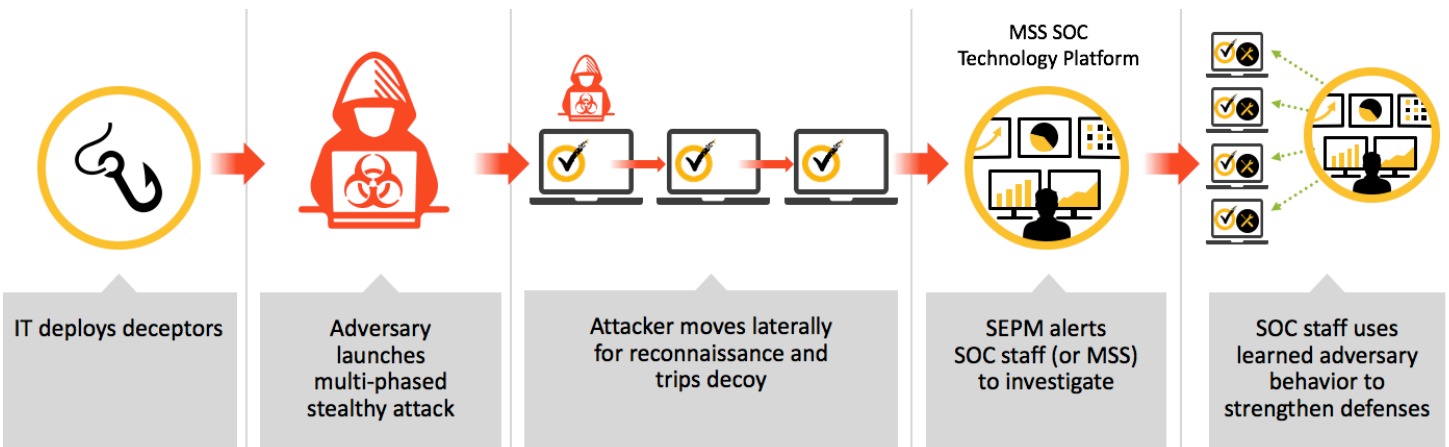 MSS SOC
Technology Platform
IT deploys deceptors
Adversary
launches
multi-phased
stealthy attack
Attacker moves laterally
for reconnaissance and
trips decoy
SEPM alerts
SOC staff (or MSS)
to investigate
SOC staff uses
learned adversary
behavior to
strengthen defenses